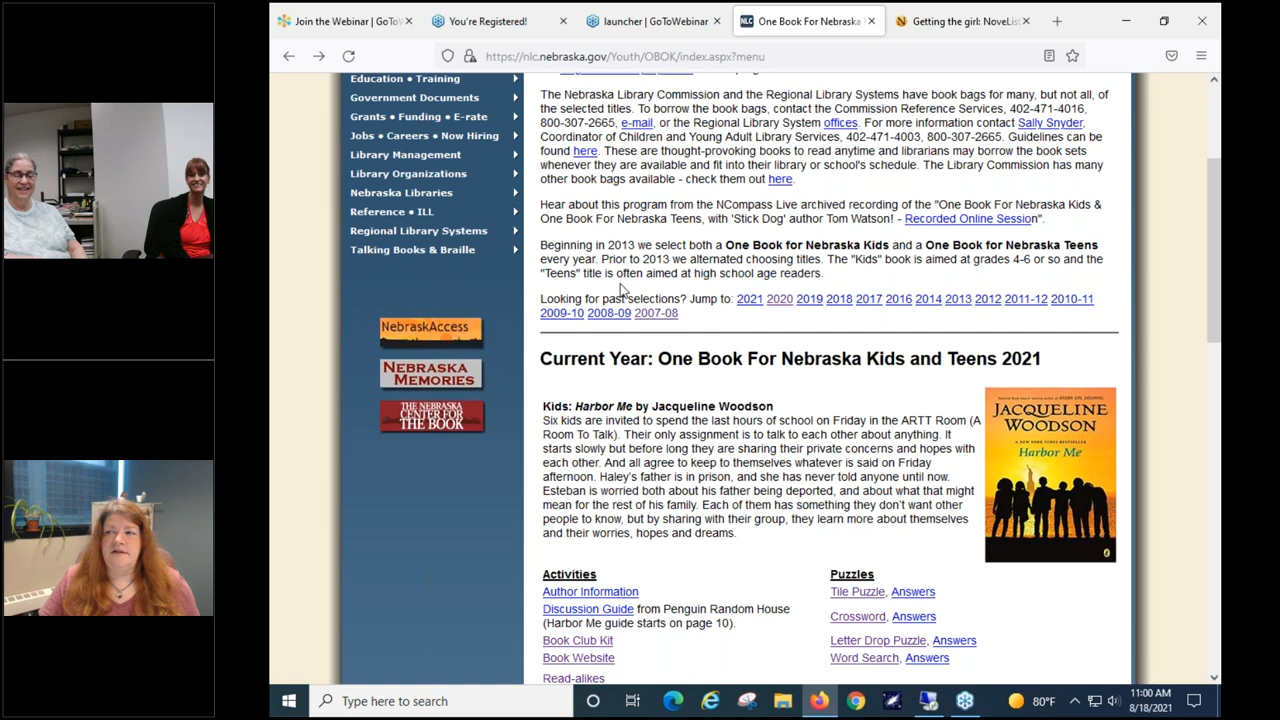 Join the Webinar | GoToW
You're Registered!
launcher | GoToWebinar
NLC One Book For Nebraska
Getting the girl: NoveList
https://nlc.nebraska.gov/Youth/OBOK/index.aspx?menu
Education • Training
Government Documents
Grants • Funding • E-rate
Jobs • Careers • Now Hiring
Library Management
Library Organizations
Nebraska Libraries
Reference • ILL
Regional Library Systems
Talking Books & Braille
NebraskAccess
NEBRASKA
MEMORIES
THE NEBRASKA
CENTER FOR
THE BOOK
The Nebraska Library Commission and the Regional Library Systems have book bags for many, but not all, of
the selected titles. To borrow the book bags, contact the Commission Reference Services, 402-471-4016,
800-307-2665, e-mail, or the Regional Library System offices. For more information contact Sally Snyder,
Coordinator of Children and Young Adult Library Services, 402-471-4003, 800-307-2665. Guidelines can be
found here. These are thought-provoking books to read anytime and librarians may borrow the book sets
whenever they are available and fit into their library or school's schedule. The Library Commission has many
other book bags available - check them out here.
Hear about this program from the NCompass Live archived recording of the "One Book For Nebraska Kids &
One Book For Nebraska Teens, with 'Stick Dog' author Tom Watson! - Recorded Online Session".
Beginning in 2013 we select both a One Book for Nebraska Kids and a One Book for Nebraska Teens
every year. Prior to 2013 we alternated choosing titles. The "Kids" book is aimed at grades 4-6 or so and the
"Teens" title is often aimed at high school age readers.
Looking for past selections? Jump to: 2021 2020 2019 2018 2017 2016 2014 2013 2012 2011-12 2010-11
2009-10 2008-09 2007-08
Current Year: One Book For Nebraska Kids and Teens 2021
Kids: Harbor Me by Jacqueline Woodson
Six kids are invited to spend the last hours of school on Friday in the ARTT Room (A
Room To Talk). Their only assignment is to talk to each other about anything. It
starts slowly but before long they are sharing their private concerns and hopes with
each other. And all agree to keep to themselves whatever is said on Friday
afternoon. Haley's father is in prison, and she has never told anyone until now.
Esteban is worried both about his father being deported, and about what that might
mean for the rest of his family. Each of them has something they don't want other
people to know, but by sharing with their group, they learn more about themselves
and their worries, hopes and dreams.
JACQUELINE
WOODSON
A NEW YORK TIMES BESTSELLER
Harbor Me
Activities
Author Information
Discussion Guide from Penguin Random House
(Harbor Me guide starts on page 10).
Book Club Kit
Book Website
Read-alikes
Puzzles
Tile Puzzle, Answers
Crossword, Answers
Letter Drop Puzzle, Answers
Word Search, Answers
Type here to search
80°F
11:00 AM
8/18/2021